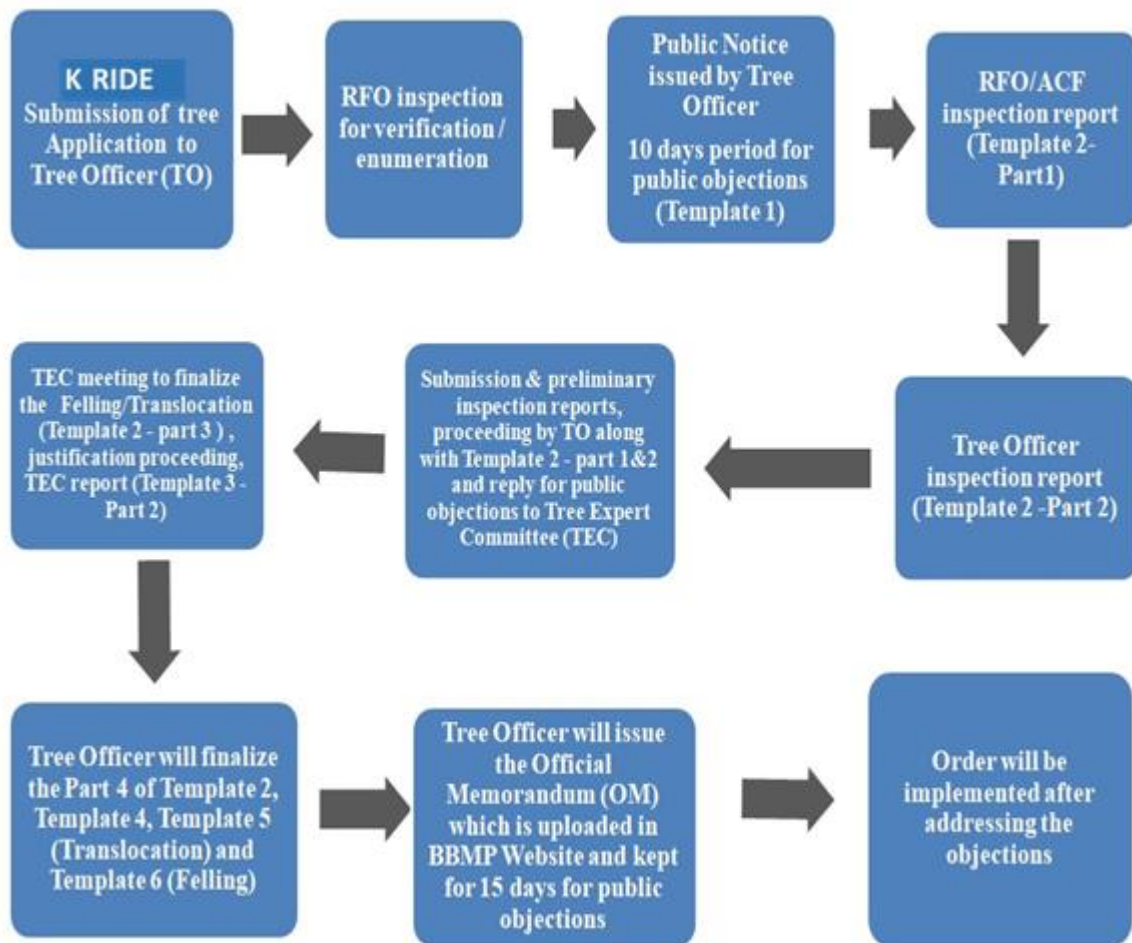 K RIDE
Submission of tree
Application to
Tree Officer (TO)
RFO inspection
for verification /
enumeration
Public Notice
issued by Tree
Officer
10 days period for
public objections
(Template 1)
RFO/ACF
inspection report
(Template 2-
Part1)
Tree Officer
inspection report
(Template 2 -Part 2)
Submission & preliminary
inspection reports,
proceeding by TO along
with Template 2 - part 1&2
and reply for public
objections to Tree Expert
Committee (TEC)
TEC meeting to finalize
the Felling/Translocation
(Template 2 - part 3 ) ,
justification proceeding,
TEC report (Template 3 -
Part 2)
Tree Officer will finalize
the Part 4 of Template 2,
Template 4, Template 5
(Translocation) and
Template 6 (Felling)
Tree Officer will issue
the Official
Memorandum (OM)
which is uploaded in
BBMP Website and kept
for 15 days for public
objections
Order will be
implemented after
addressing the
objections